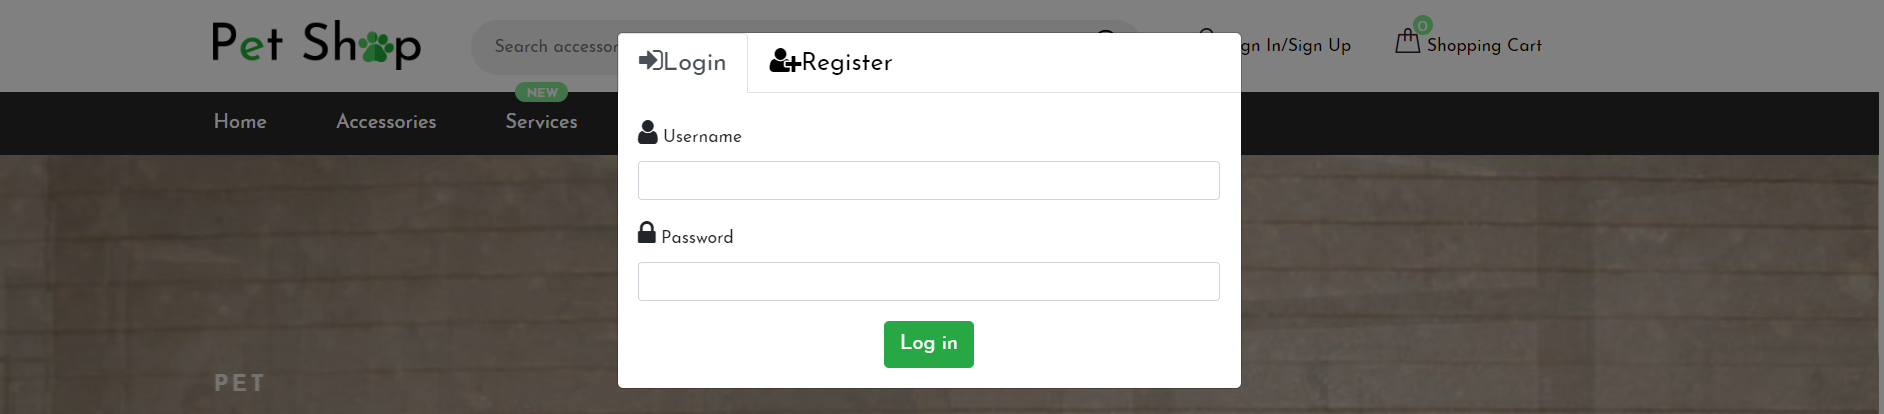 Pet Shop
Search accessor
gn In/Sign Up
0
Shopping Cart
Login
Register
NEW
Home
Accessories
Services
Username
Password
Log in
PET